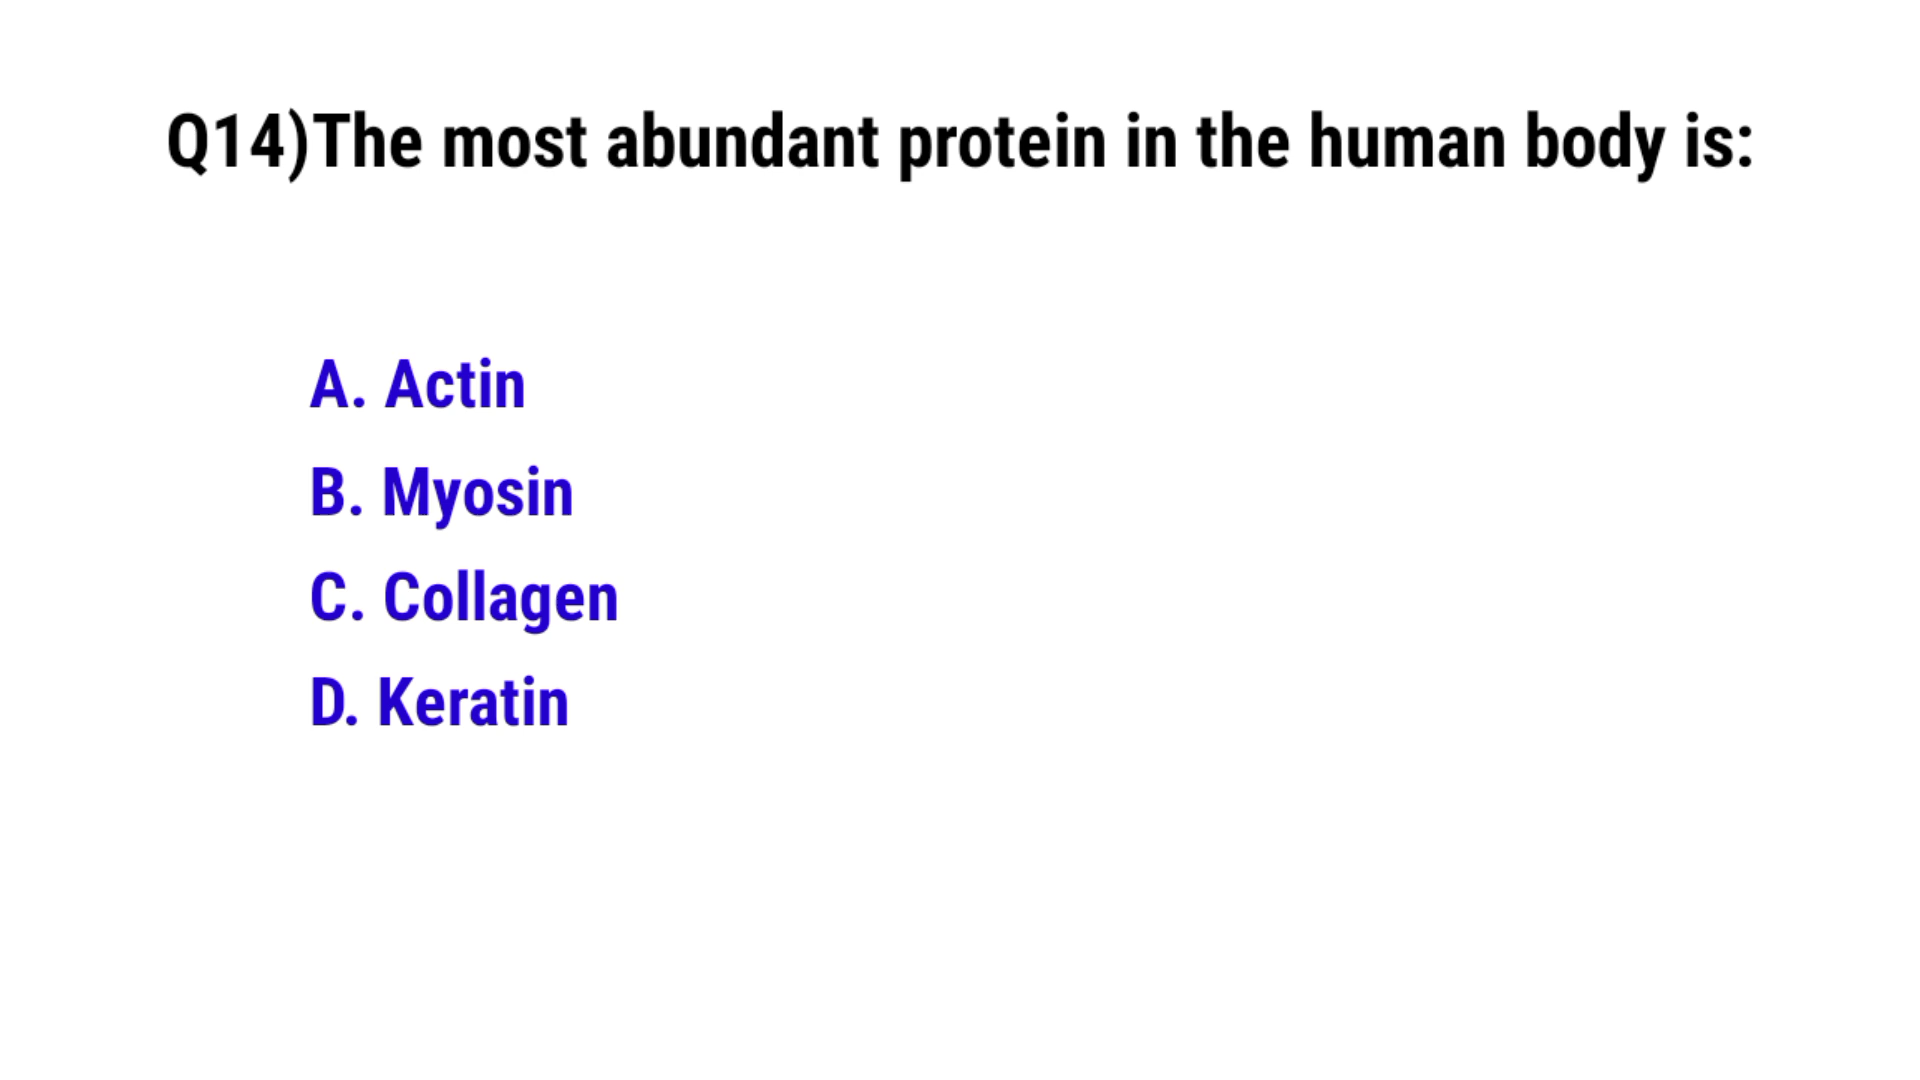 Q14)The most abundant protein in the human body is:
A. Actin
B. Myosin
C. Collagen
D. Keratin